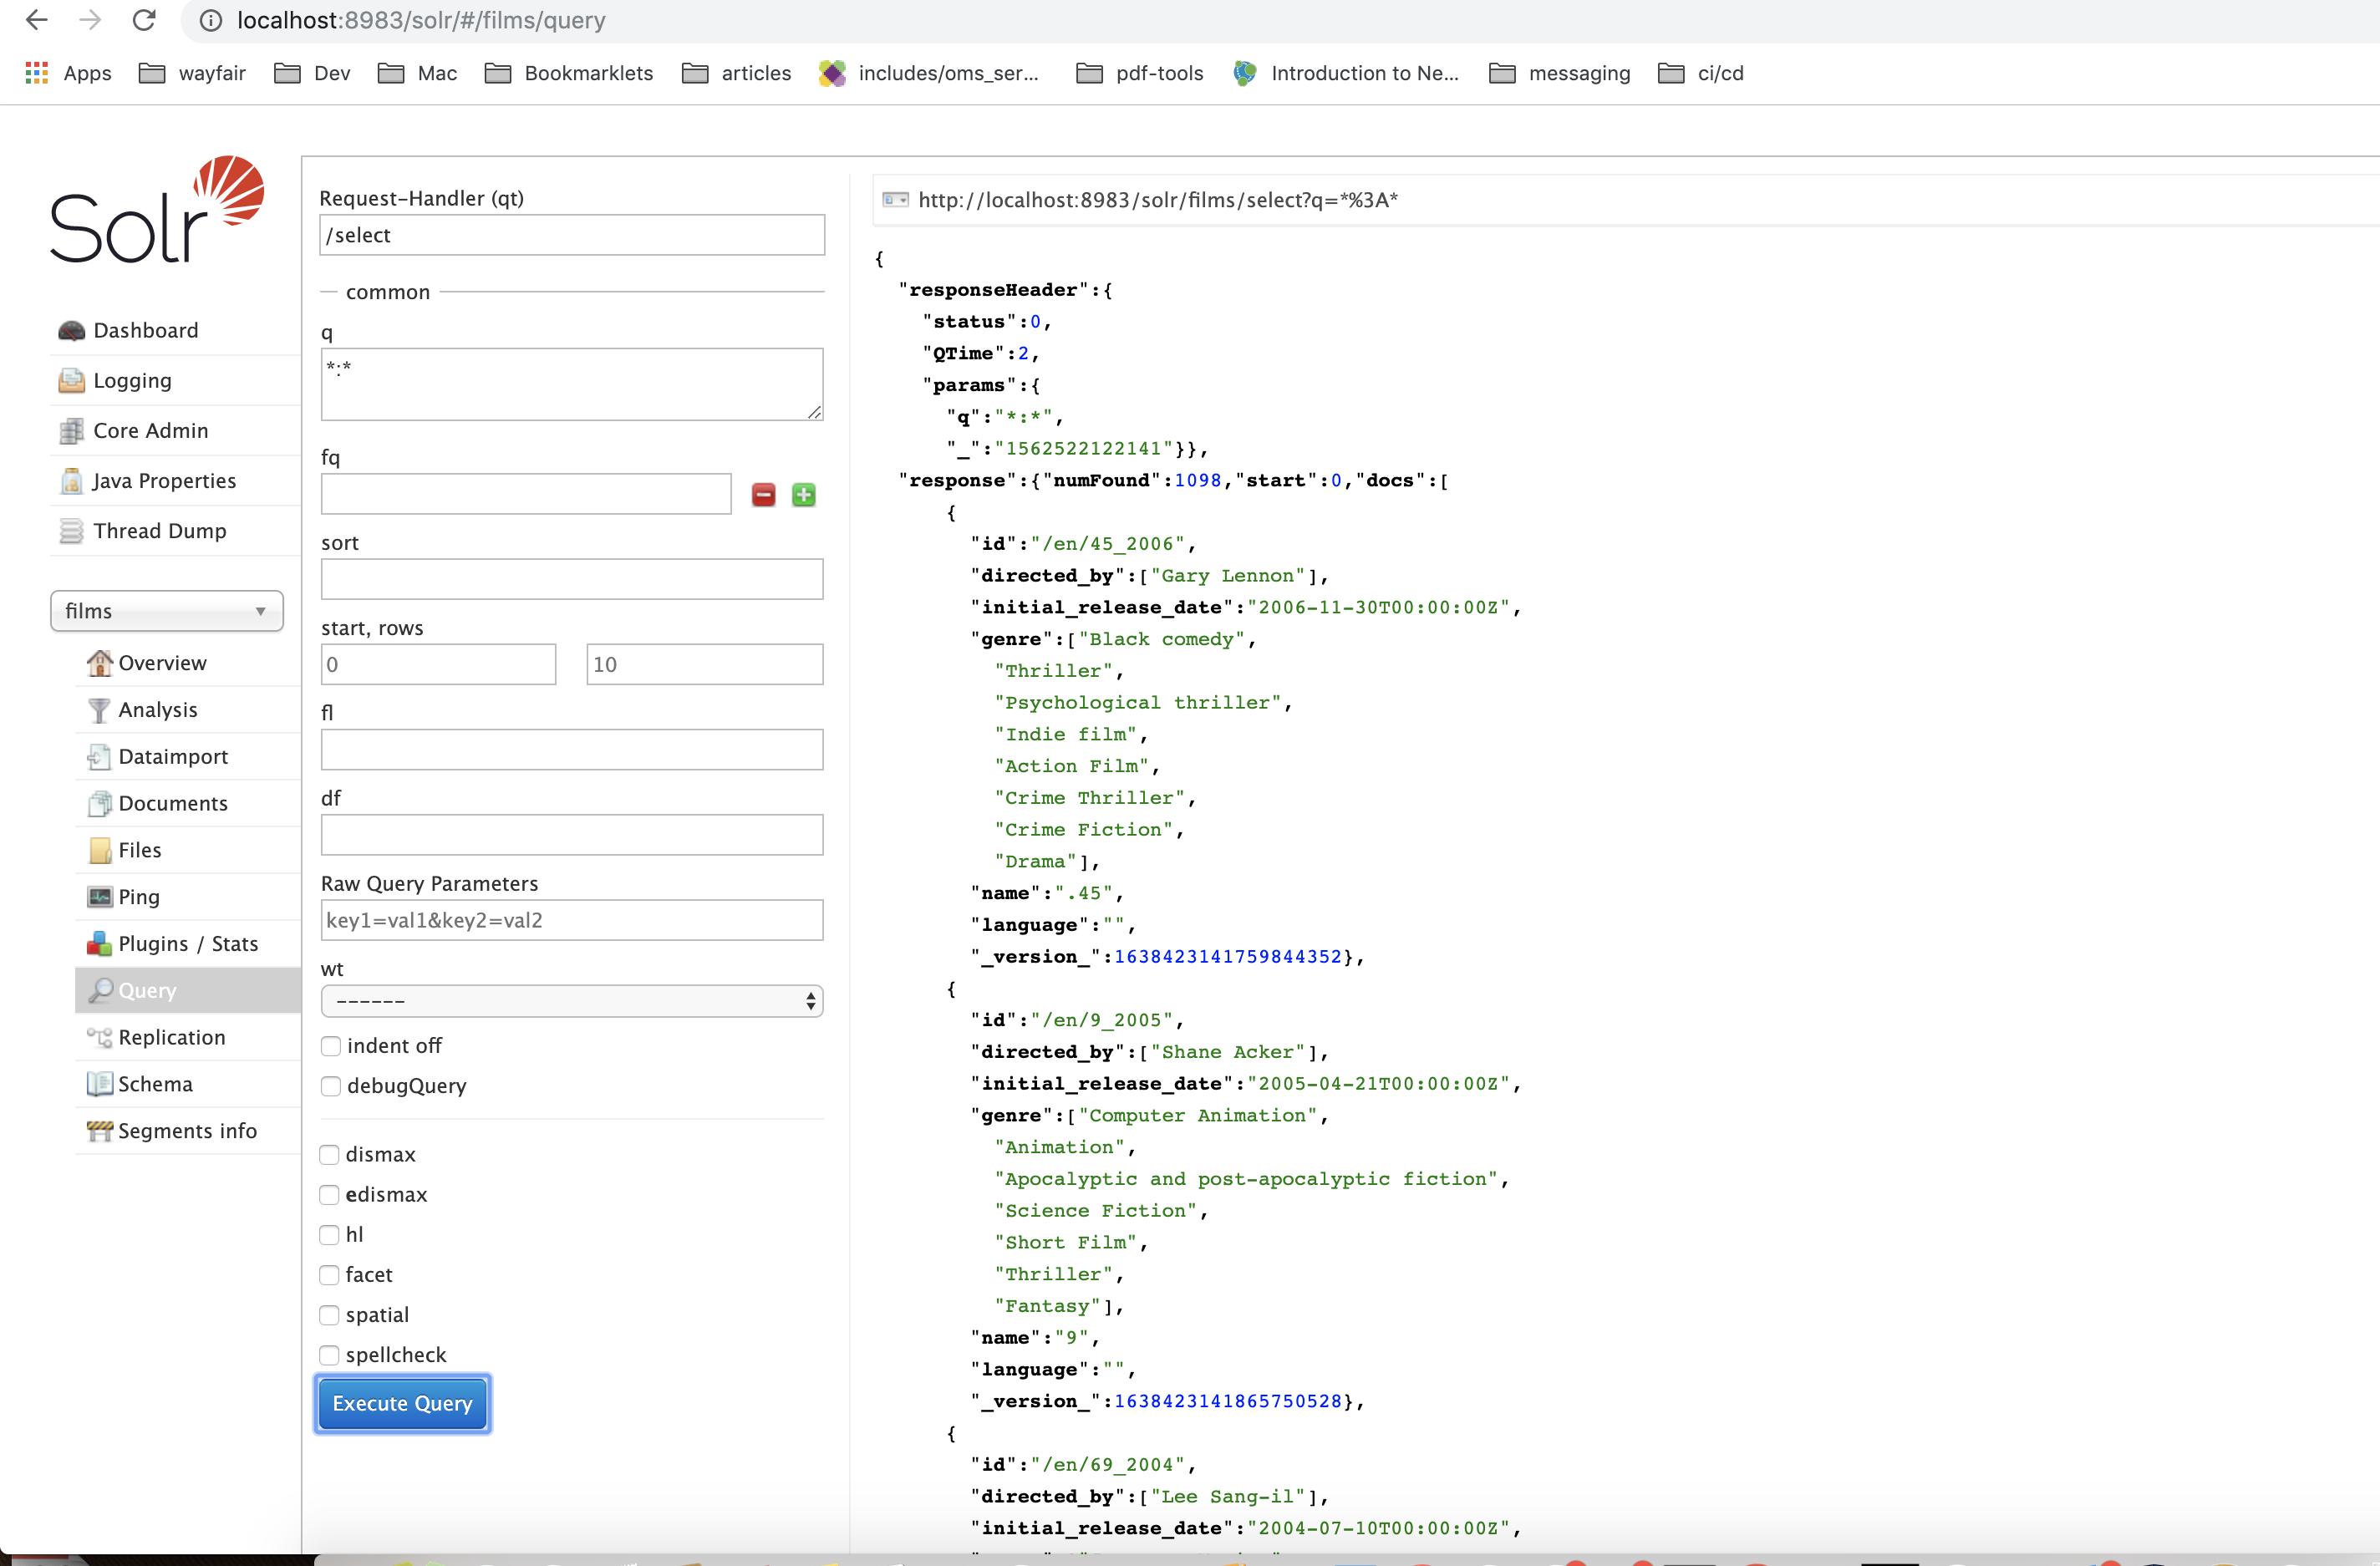 localhost:8983/solr/#/films/query
Apps wayfair Dev Mac Bookmarklets articles includes/oms_ser... pdf-tools Introduction to Ne... messaging ci/cd
Solr
Dashboard
Logging
Core Admin
Java Properties
Thread Dump
films
Overview
Analysis
Dataimport
Documents
Files
Ping
Plugins / Stats
Query
Replication
Schema
Segments info
Request-Handler (qt)
/select
common
q
*:*
fq
sort
start, rows
0 10
fl
df
Raw Query Parameters
key1=val1&key2=val2
wt
------
indent off
debugQuery
dismax
edismax
hl
facet
spatial
spellcheck
Execute Query
http://localhost:8983/solr/films/select?q=*%3A*
{
"responseHeader":{
"status":0,
"QTime":2,
"params":{
"q":"*:*",
"_":"1562522122141"}},
"response":{"numFound":1098,"start":0,"docs":[
{
"id":"/en/45_2006",
"directed_by":["Gary Lennon"],
"initial_release_date":"2006-11-30T00:00:00Z",
"genre":["Black comedy",
"Thriller",
"Psychological thriller",
"Indie film",
"Action Film",
"Crime Thriller",
"Crime Fiction",
"Drama"],
"name":".45",
"language":"",
"_version_":1638423141759844352},
{
"id":"/en/9_2005",
"directed_by":["Shane Acker"],
"initial_release_date":"2005-04-21T00:00:00Z",
"genre":["Computer Animation",
"Animation",
"Apocalyptic and post-apocalyptic fiction",
"Science Fiction",
"Short Film",
"Thriller",
"Fantasy"],
"name":"9",
"language":"",
"_version_":1638423141865750528},
{
"id":"/en/69_2004",
"directed_by":["Lee Sang-il"],
"initial_release_date":"2004-07-10T00:00:00Z",